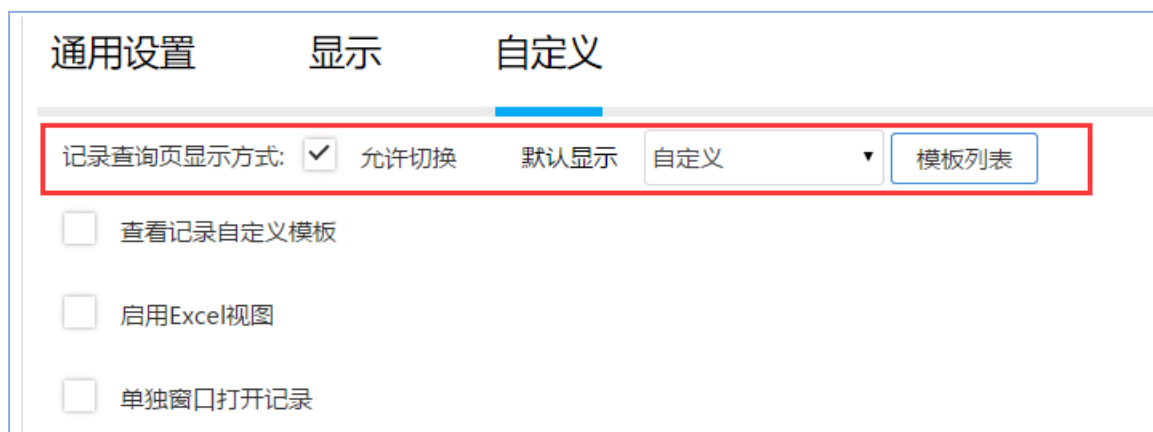 通用设置 显示 自定义
记录查询页显示方式: 允许切换 默认显示 自定义 模板列表
查看记录自定义模板
启用Excel视图
单独窗口打开记录